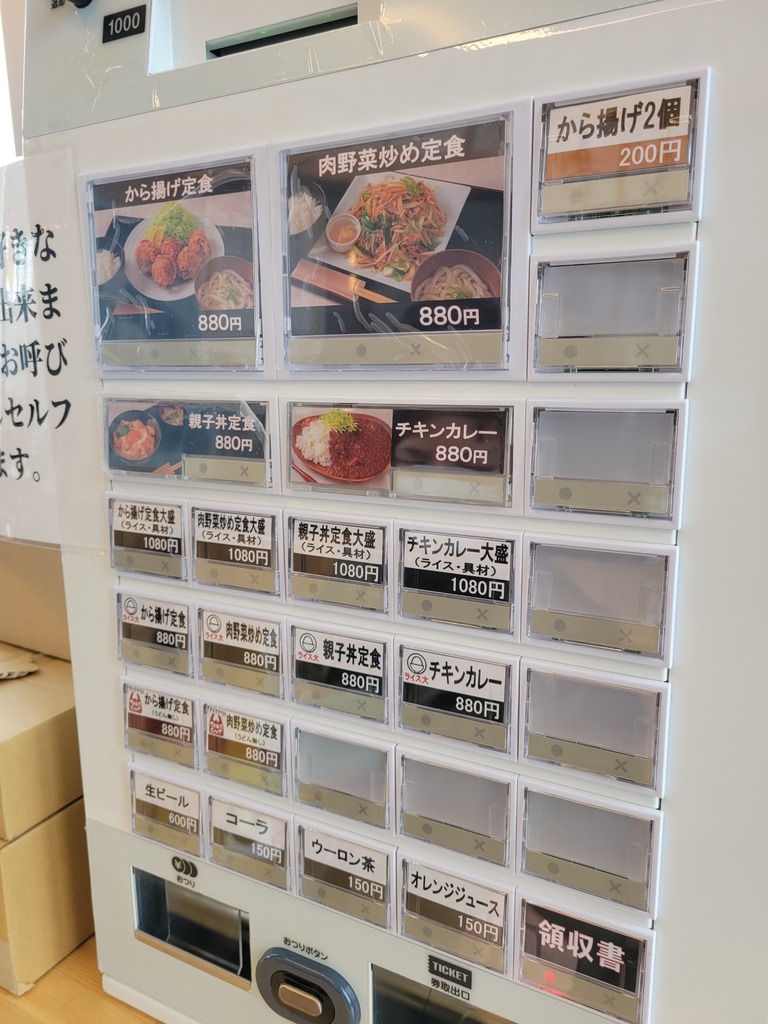 1000
から揚げ定食
880円
肉野菜炒め定食
880円
から揚げ2個
200円
きな
出来ま
お呼び
セルフ
ます。
親子丼定食
880円
チキンカレー
880円
から揚げ定食大盛
(ライス・具材)
1080円
肉野菜炒め定食大盛
(ライス・具材)
1080円
親子丼定食大盛
(ライス・具材)
1080円
チキンカレー大盛
(ライス・具材)
1080円
ライス大
から揚げ定食
880円
ライス大
肉野菜炒め定食
880円
ライス大
親子丼定食
880円
ライス大
チキンカレー
880円
から揚げ定食
(うどん無し)
880円
肉野菜炒め定食
(うどん無し)
880円
生ビール
600円
コーラ
150円
ウーロン茶
150円
オレンジジュース
150円
領収書
おつり
おつりボタン
TICKET
券取出口